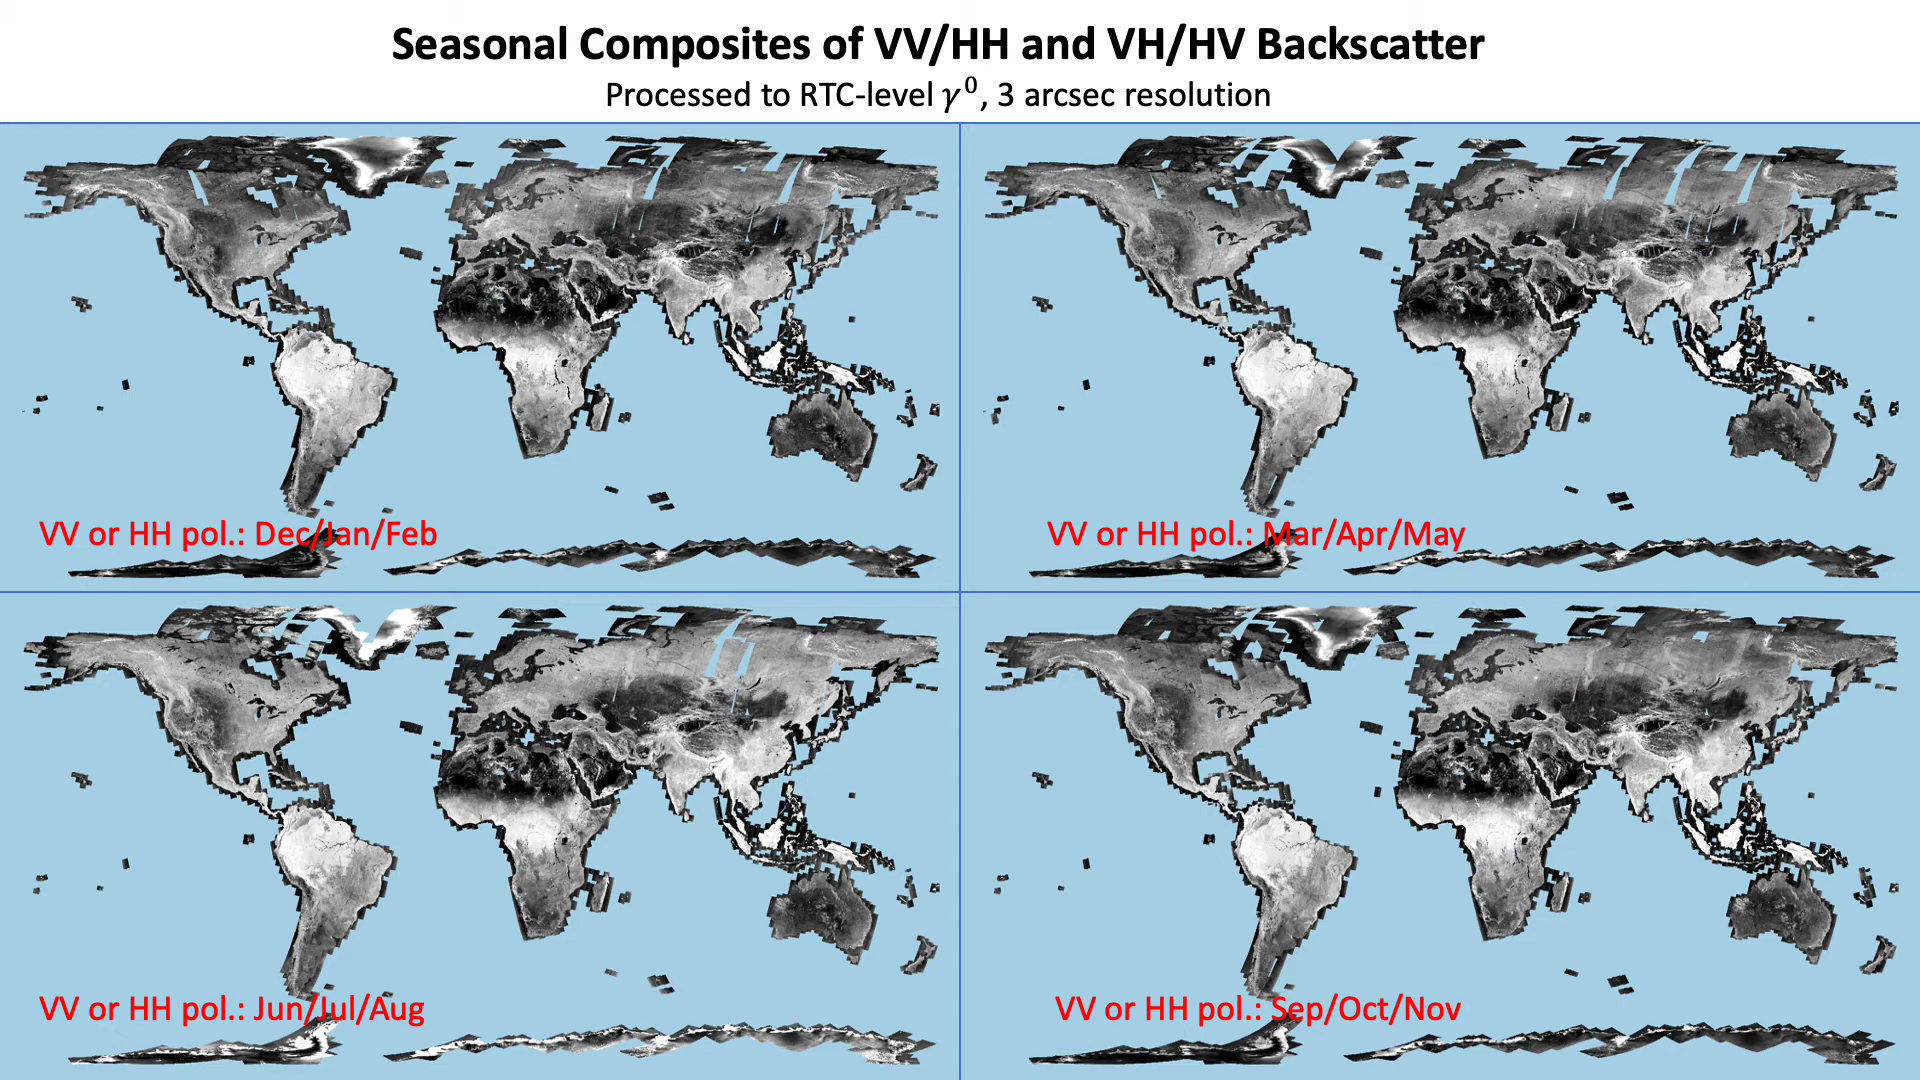 Seasonal Composites of VV/HH and VH/HV Backscatter
Processed to RTC-level γ⁰, 3 arcsec resolution
VV or HH pol.: Dec/Jan/Feb
VV or HH pol.: Mar/Apr/May
VV or HH pol.: Jun/Jul/Aug
VV or HH pol.: Sep/Oct/Nov